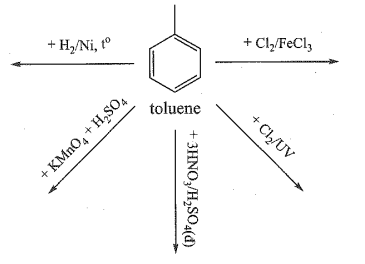 + H₂/Ni, t°
+ Cl₂/FeCl₃
toluene
+ KMnO₄ + H₂SO₄
+ 3HNO₃/H₂SO₄(d)
+ Cl₂/UV